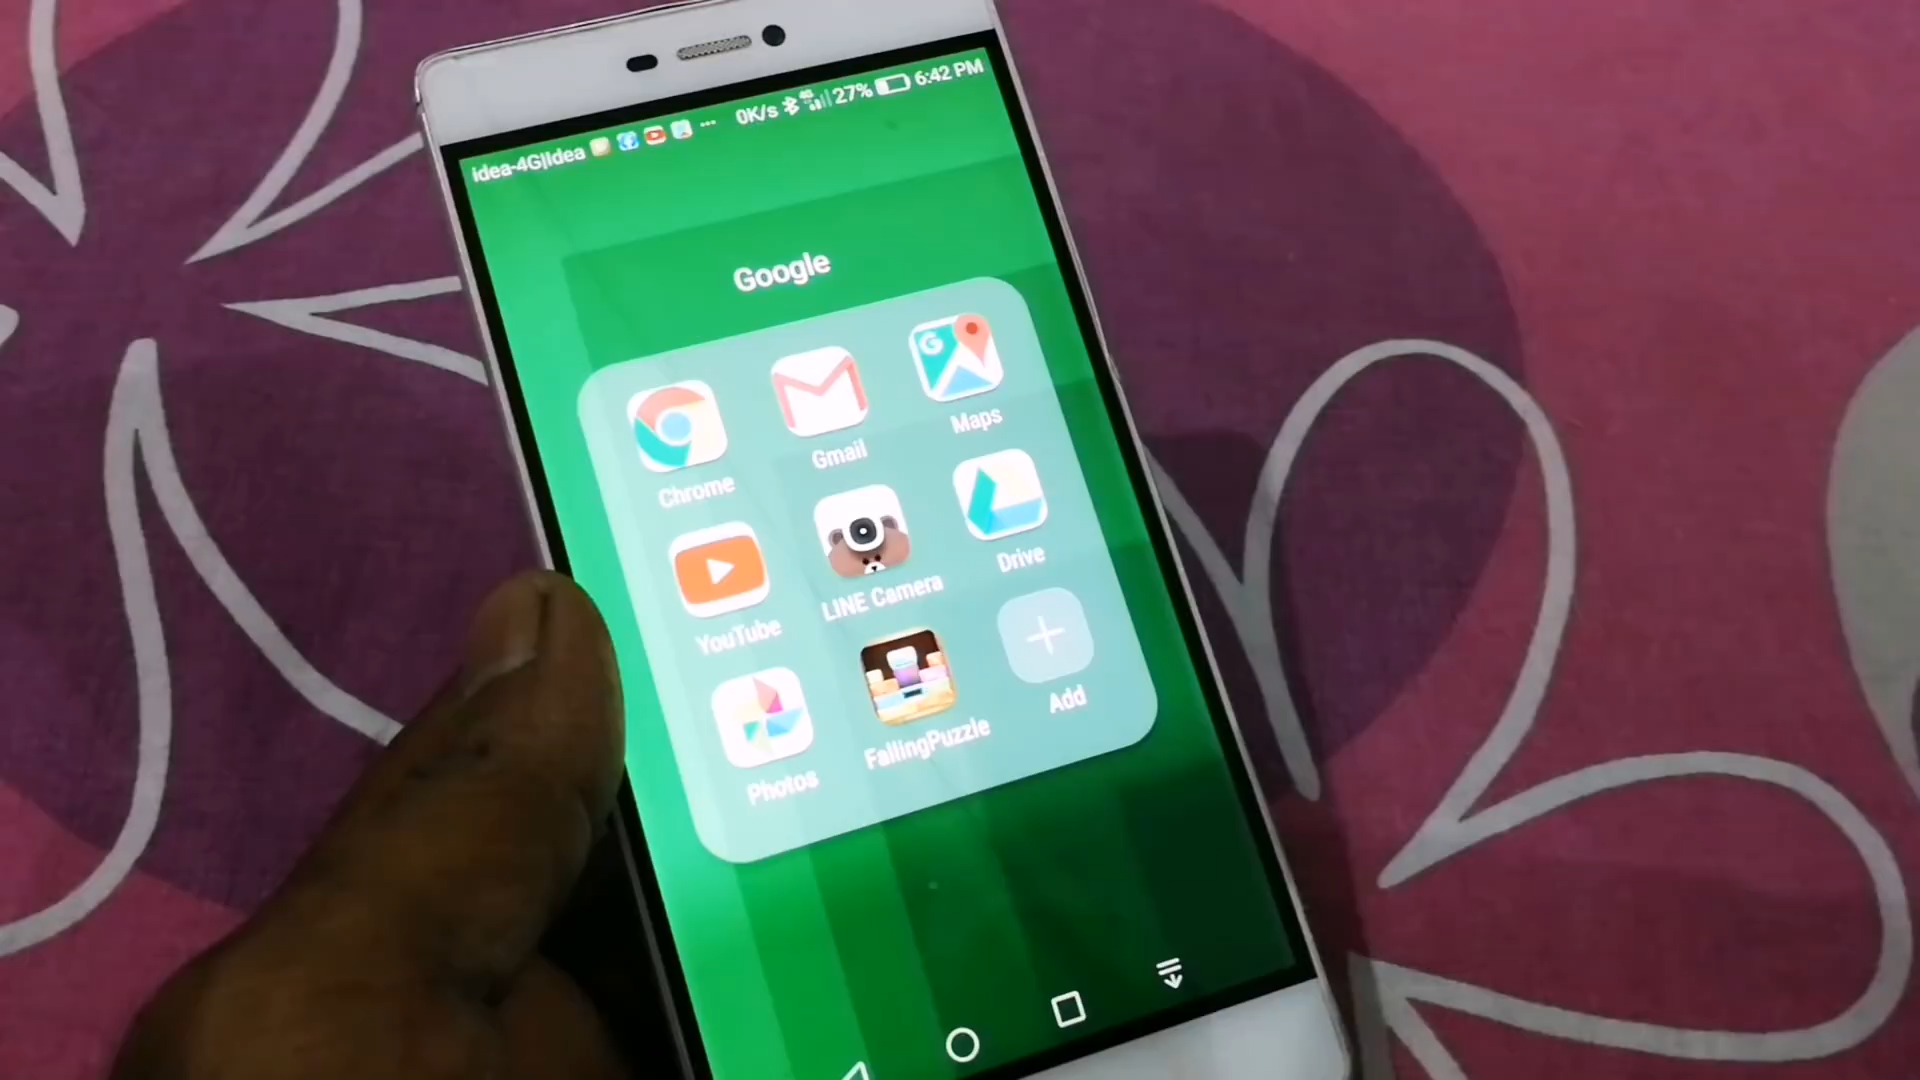 idea-4G|Idea 0K/s 4G 27% 6:42 PM
Google
Chrome Gmail Maps
YouTube LINE Camera Drive
Photos FallingPuzzle Add